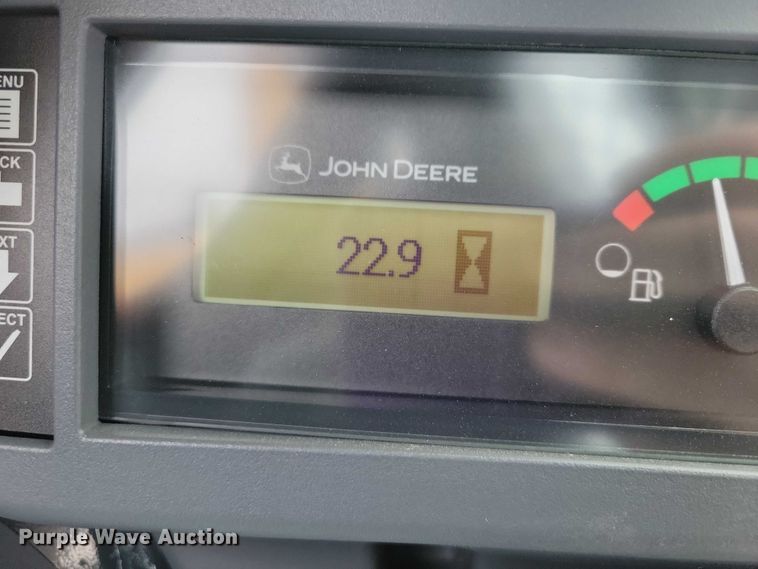 ENU
CK
XT
ECT
JOHN DEERE
22.9
Purple Wave Auction